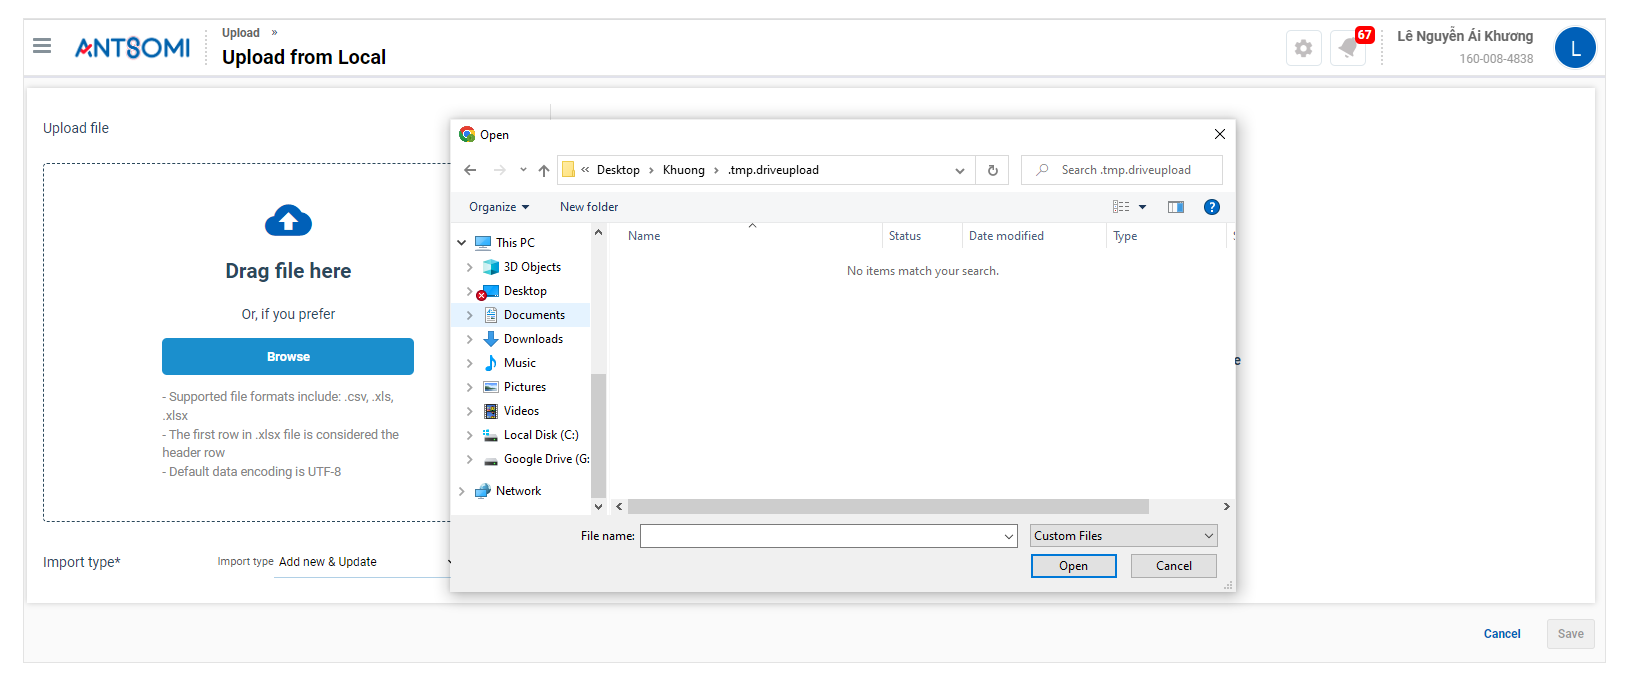 ANTSOMI
Upload »
Upload from Local
67
Lê Nguyễn Ái Khương
160-008-4838
L
Upload file
Drag file here
Or, if you prefer
Browse
- Supported file formats include: .csv, .xls,
.xlsx
- The first row in .xlsx file is considered the
header row
- Default data encoding is UTF-8
Import type*
Import type Add new & Update
Open
« Desktop › Khuong › .tmp.driveupload
Search .tmp.driveupload
Organize
New folder
?
This PC
3D Objects
Desktop
Documents
Downloads
Music
Pictures
Videos
Local Disk (C:)
Google Drive (G:
Network
Name
Status
Date modified
Type
No items match your search.
e
File name:
Custom Files
Open
Cancel
Cancel
Save